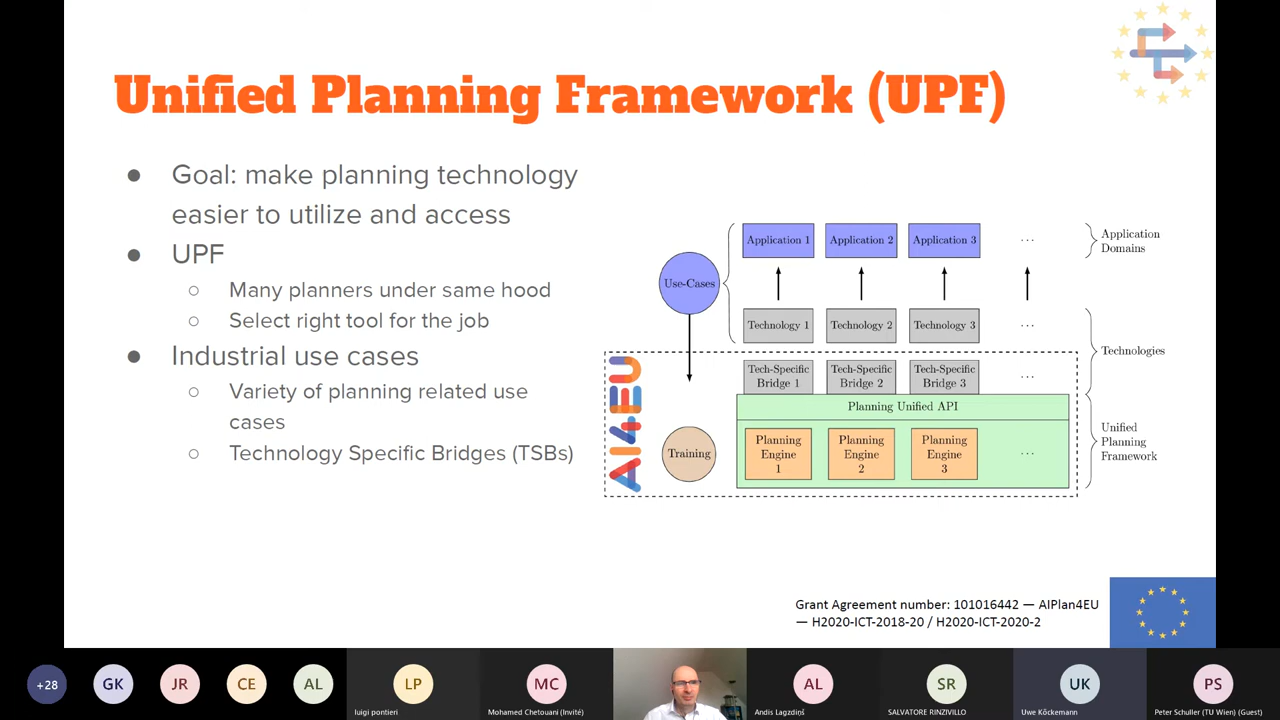 Unified Planning Framework (UPF)
● Goal: make planning technology
easier to utilize and access
● UPF
○ Many planners under same hood
○ Select right tool for the job
● Industrial use cases
○ Variety of planning related use
cases
○ Technology Specific Bridges (TSBs)
Application 1 Application 2 Application 3 ...
Application
Domains
Use-Cases
Technology 1 Technology 2 Technology 3 ...
Technologies
Tech-Specific
Bridge 1
Tech-Specific
Bridge 2
Tech-Specific
Bridge 3
...
AI4EU
Planning Unified API
Training
Planning
Engine
1
Planning
Engine
2
Planning
Engine
3
...
Unified
Planning
Framework
Grant Agreement number: 101016442 — AIPlan4EU
— H2020-ICT-2018-20 / H2020-ICT-2020-2
+28 GK JR CE AL LP MC AL SR UK PS
luigi pontieri Mohamed Chetouani (Invité) Andis Lagzdiņš SALVATORE RINZIVILLO Uwe Köckemann Peter Schuller (TU Wien) (Guest)